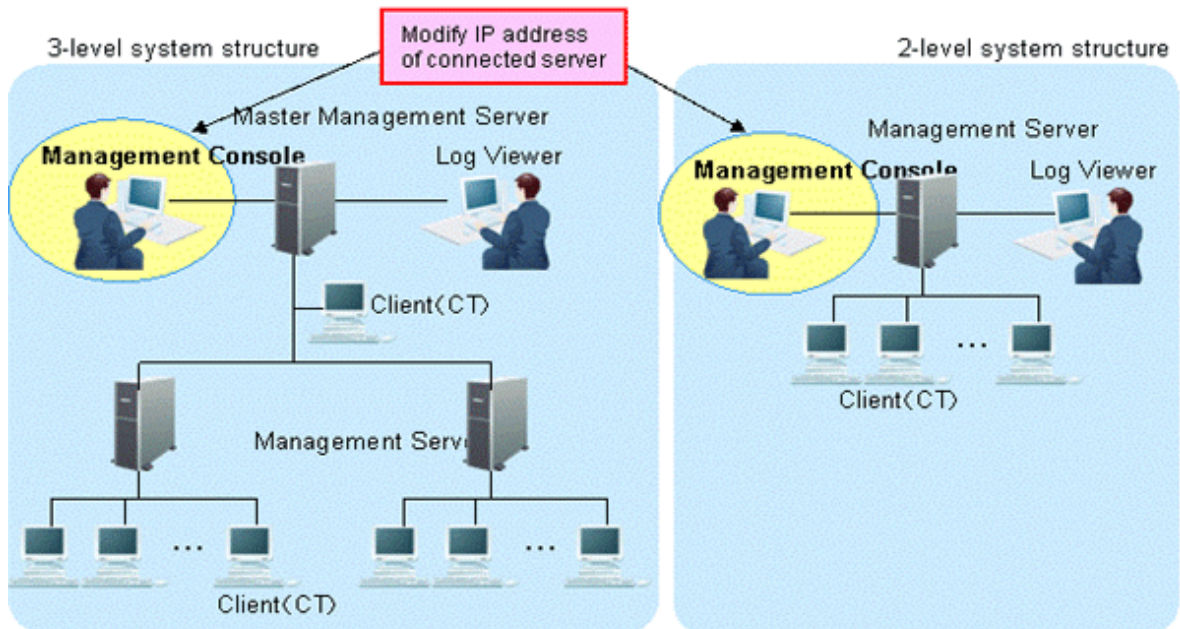 3-level system structure
Modify IP address
of connected server
2-level system structure
Master Management Server
Management Console
Log Viewer
Management Server
Management Console
Log Viewer
Client(CT)
Client(CT)
...
Management Serv
... 
...
Client(CT)